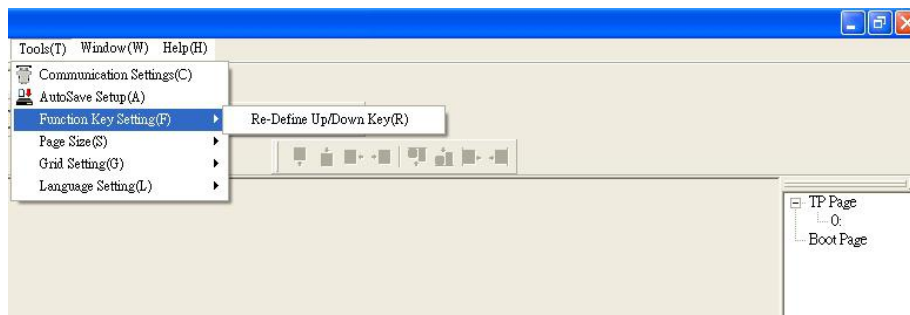 Tools(T) Window(W) Help(H)
Communication Settings(C)
AutoSave Setup(A)
Function Key Setting(F) Re-Define Up/Down Key(R)
Page Size(S)
Grid Setting(G)
Language Setting(L)
TP Page
0:
Boot Page